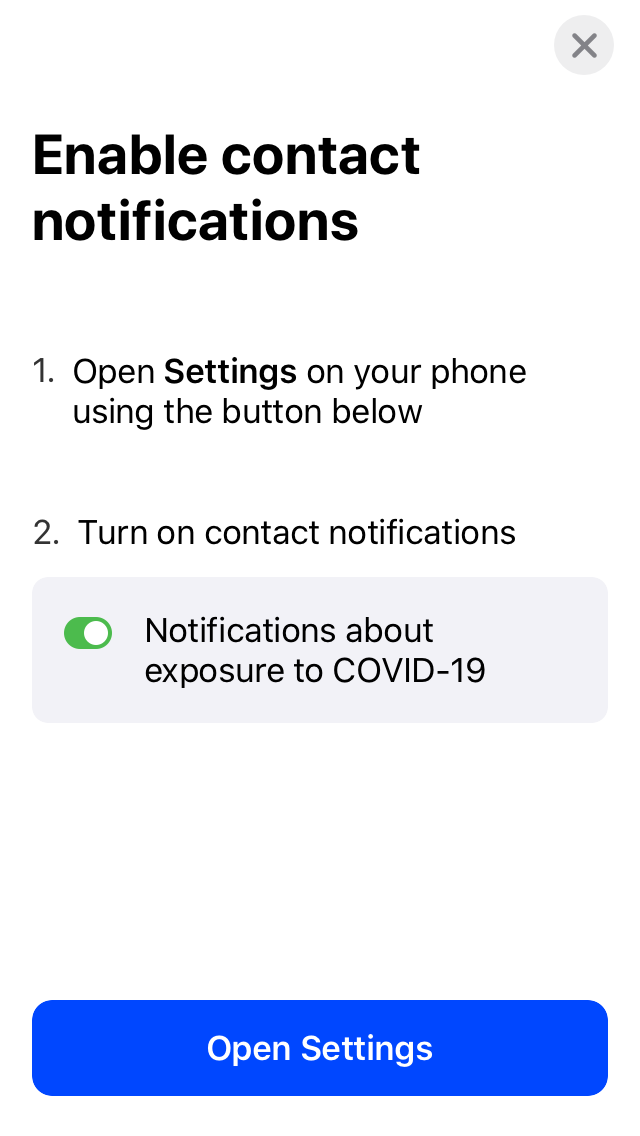 Enable contact
notifications
1. Open Settings on your phone
using the button below
2. Turn on contact notifications
Notifications about
exposure to COVID-19
Open Settings